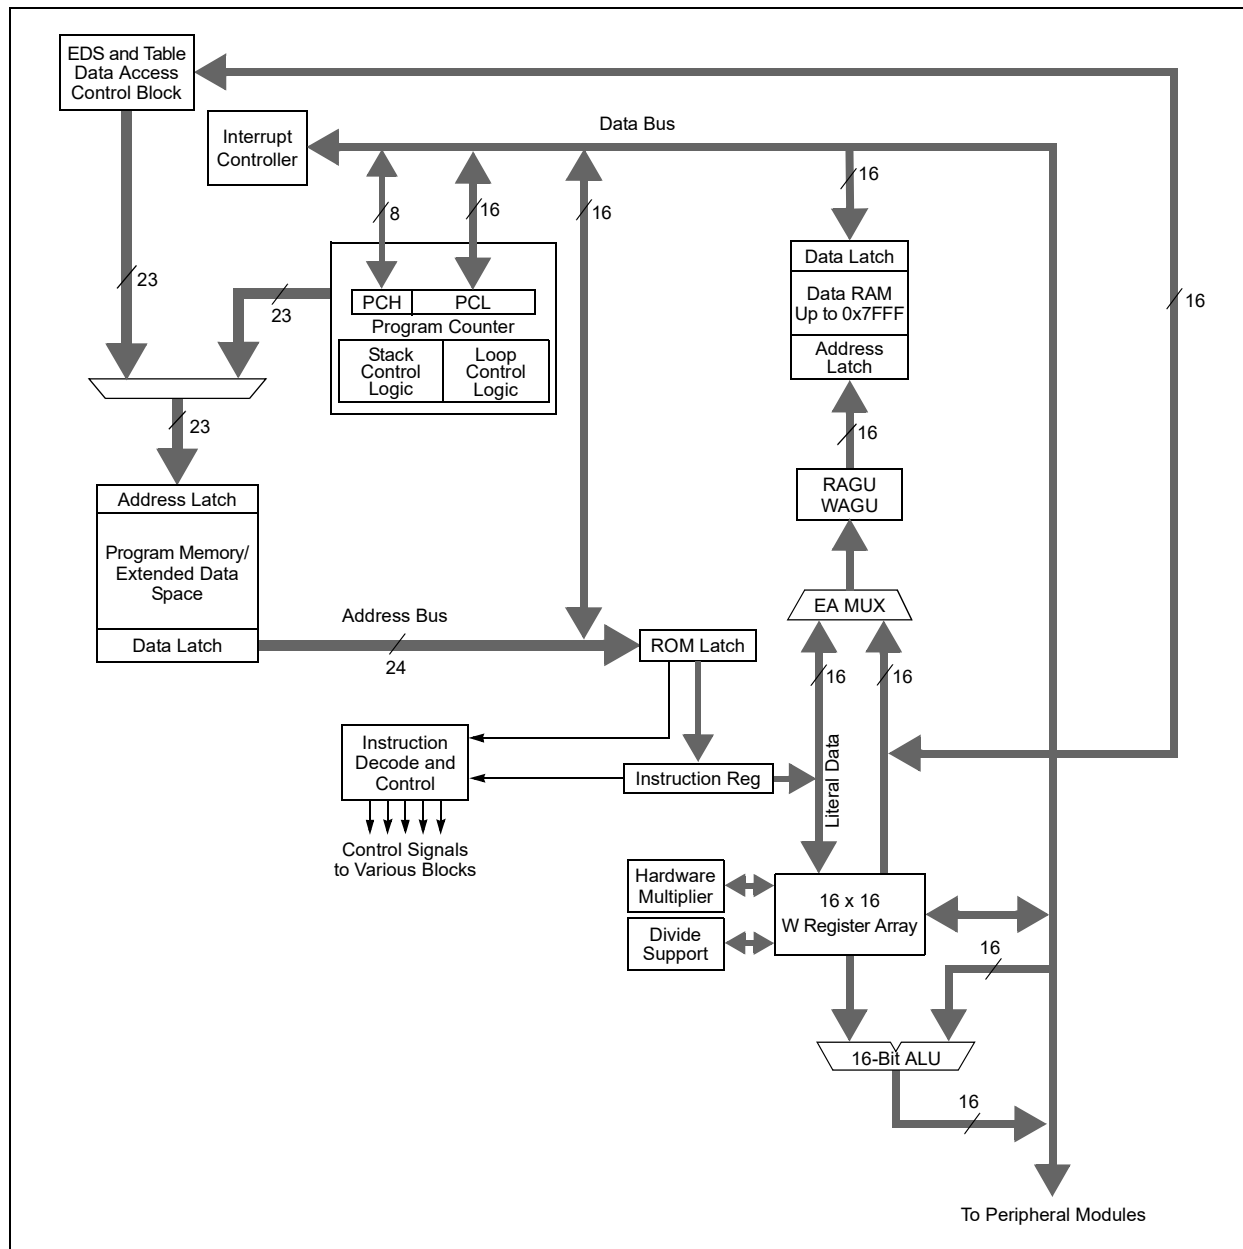 EDS and Table
Data Access
Control Block
Interrupt
Controller
Data Bus
8
16
16
16
23
23
16
PCH
PCL
Program Counter
Stack
Control
Logic
Loop
Control
Logic
Data Latch
Data RAM
Up to 0x7FFF
Address
Latch
23
16
RAGU
WAGU
Address Latch
Program Memory/
Extended Data
Space
Data Latch
Address Bus
24
EA MUX
ROM Latch
16
16
Instruction
Decode and
Control
Instruction Reg
Literal Data
Control Signals
to Various Blocks
Hardware
Multiplier
Divide
Support
16 x 16
W Register Array
16
16-Bit ALU
16
To Peripheral Modules